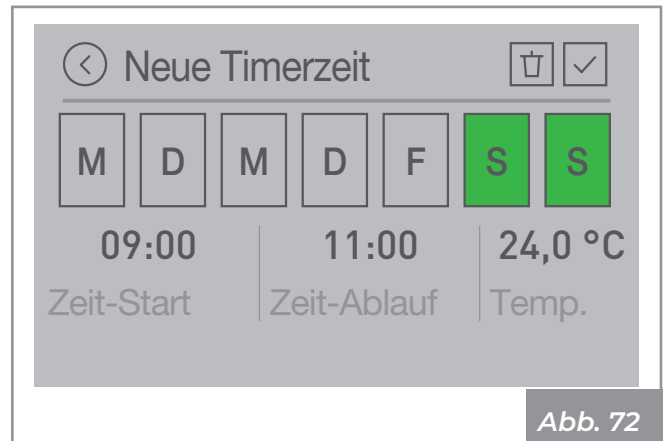 Neue Timerzeit
M D M D F S S
09:00 11:00 24,0 °C
Zeit-Start Zeit-Ablauf Temp.
Abb. 72